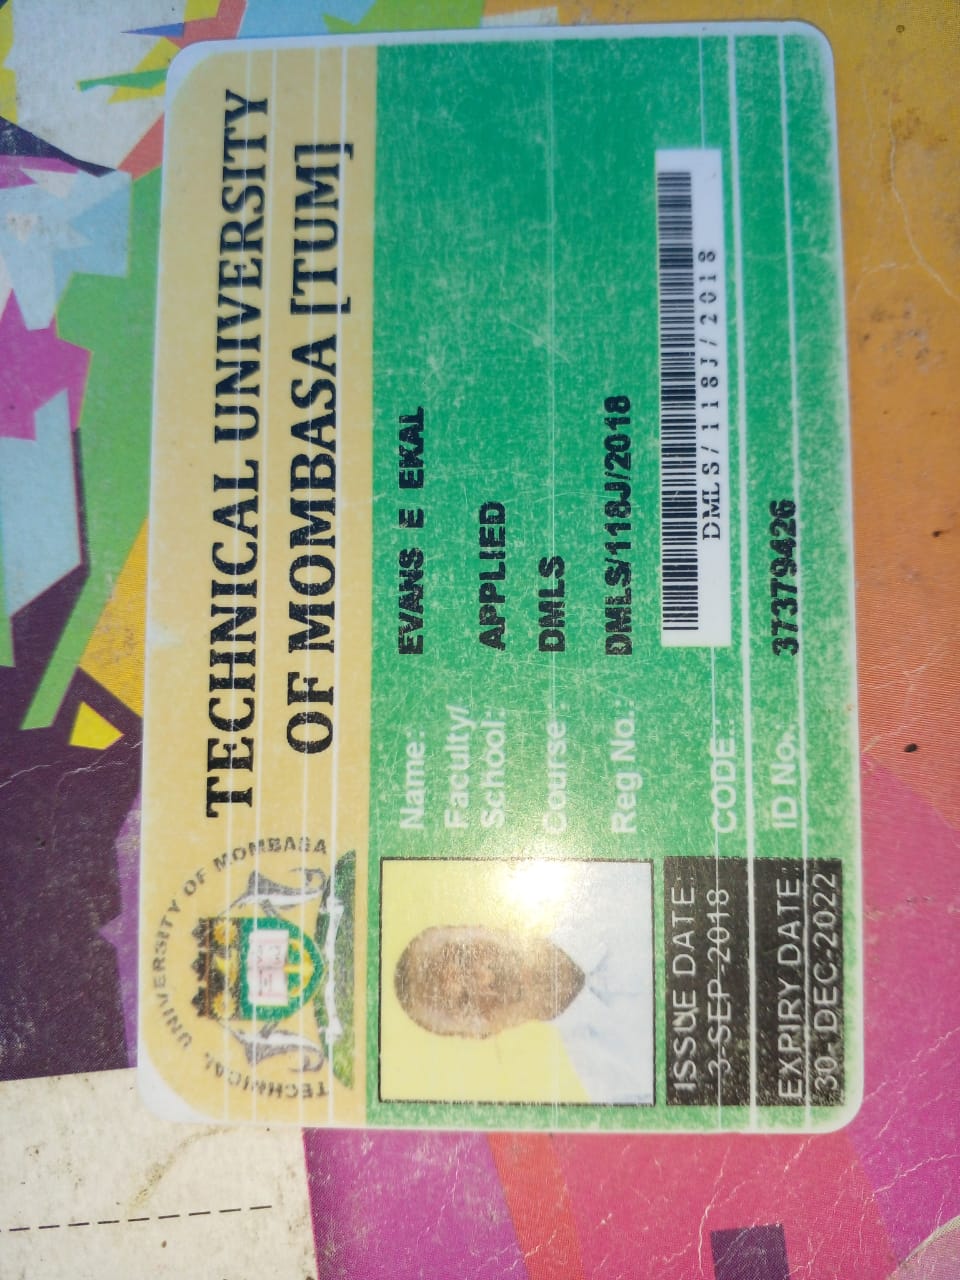 TECHNICAL UNIVERSITY OF MOMBASA
TECHNICAL UNIVERSITY
OF MOMBASA [TUM]
Name: EVANS E EKAL
Faculty/
School: APPLIED
Course: DMLS
Reg No.: DMLS/118J/2018
CODE:
DMLS/118J/2018
ID No. 37379426
ISSUE DATE:
3-SEP-2018
EXPRIRY DATE:
30-DEC-2022